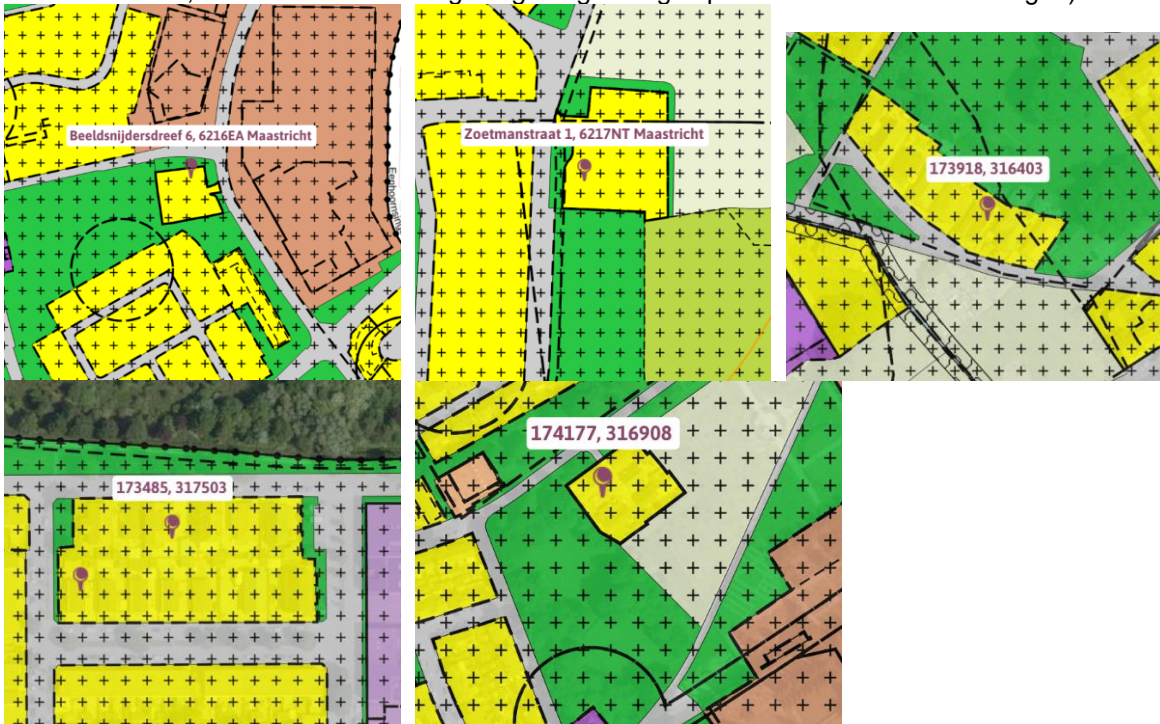 Beeldsnijdersdreef 6, 6216EA Maastricht
Zoetmanstraat 1, 6217NT Maastricht
173918, 316403
173485, 317503
174177, 316908